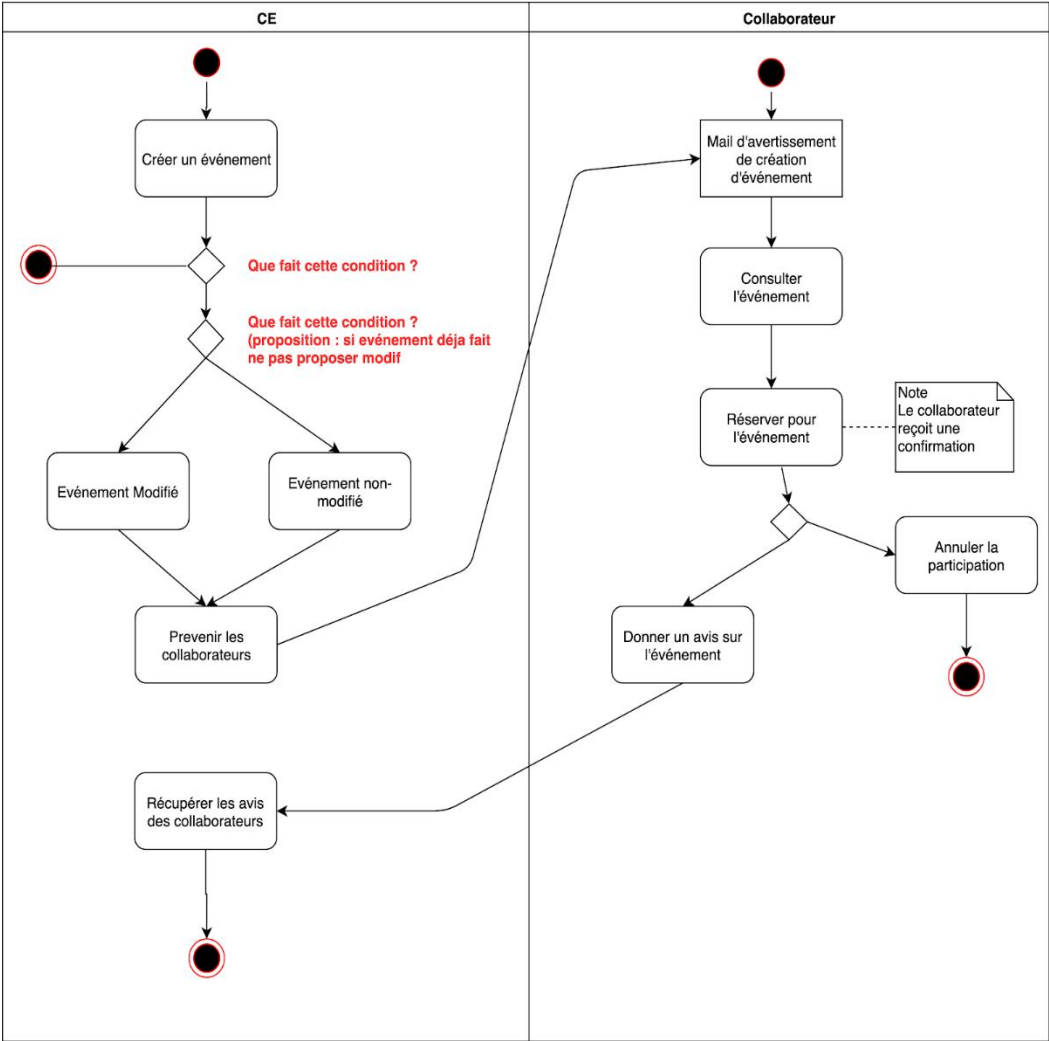 CE
Collaborateur
Créer un événement
Que fait cette condition ?
Que fait cette condition ?
(proposition : si evénement déja fait
ne pas proposer modif
Evénement Modifié
Evénement non-
modifié
Prevenir les
collaborateurs
Récupérer les avis
des collaborateurs
Mail d'avertissement
de création
d'événement
Consulter
l'événement
Réserver pour
l'événement
Note
Le collaborateur
reçoit une
confirmation
Annuler la
participation
Donner un avis sur
l'événement